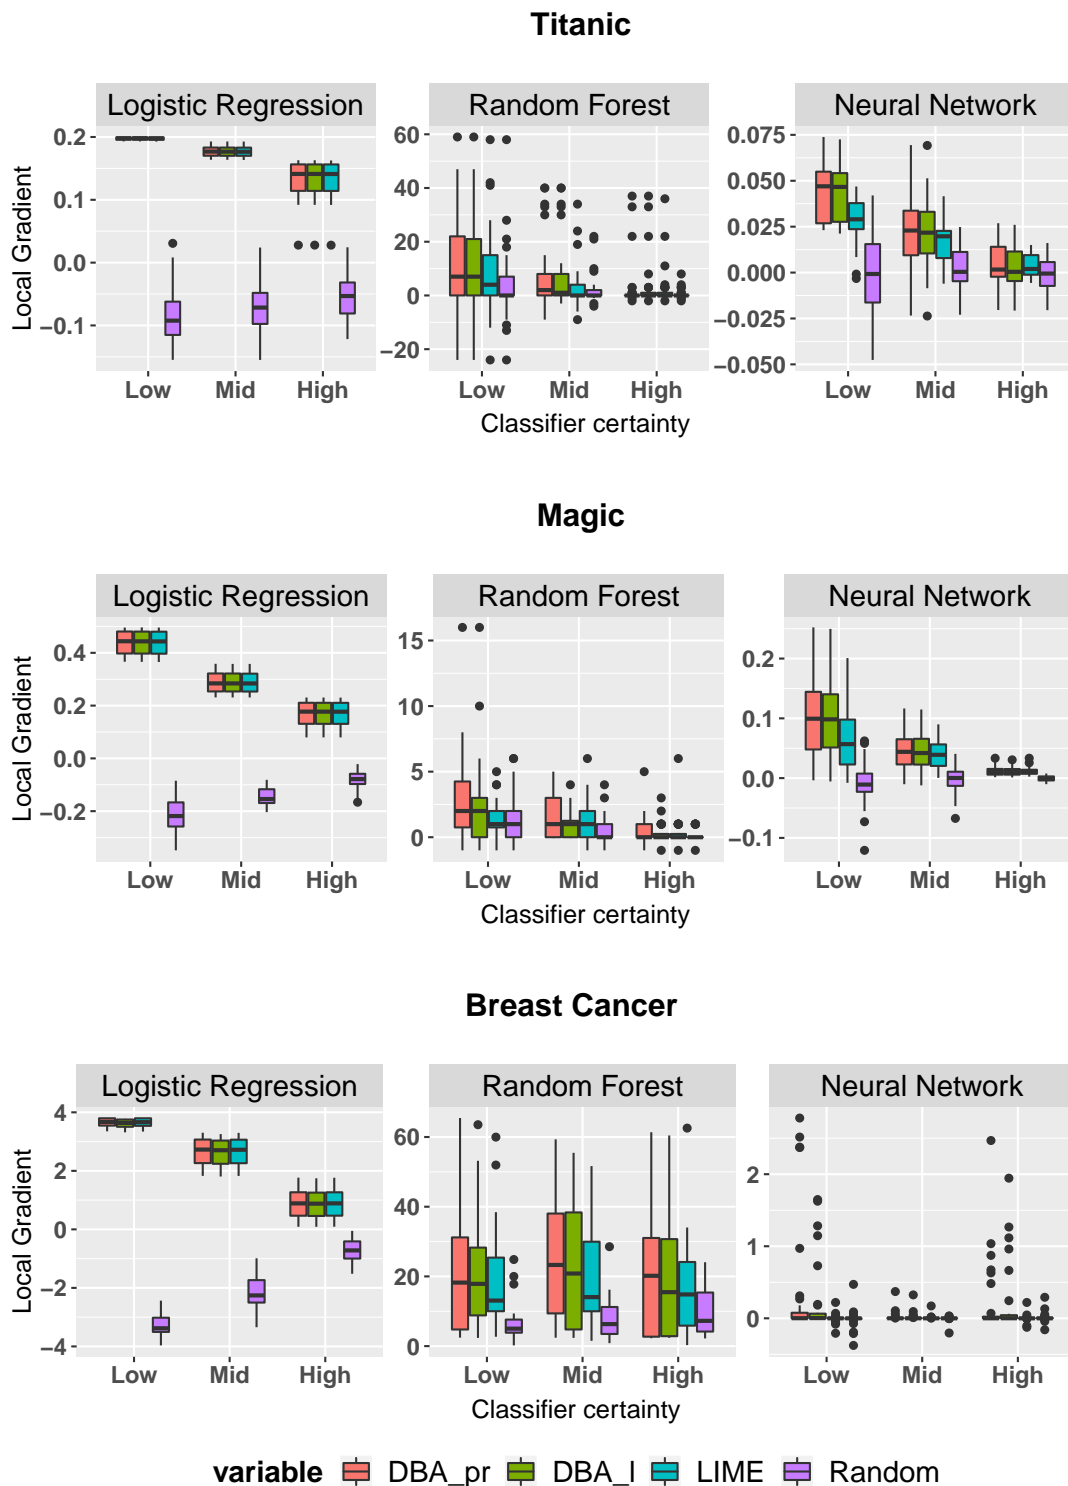 Titanic
Logistic Regression Random Forest Neural Network
Local Gradient
0.2
0.1
0.0
−0.1
60
40
20
0
−20
0.075
0.050
0.025
0.000
−0.025
−0.050
Low Mid High Low Mid High Low Mid High
Classifier certainty
Magic
Logistic Regression Random Forest Neural Network
Local Gradient
0.4
0.2
0.0
−0.2
15
10
5
0
0.2
0.1
0.0
−0.1
Low Mid High Low Mid High Low Mid High
Classifier certainty
Breast Cancer
Logistic Regression Random Forest Neural Network
Local Gradient
4
2
0
−2
−4
60
40
20
0
2
1
0
Low Mid High Low Mid High Low Mid High
Classifier certainty
variable DBA_pr DBA_l LIME Random